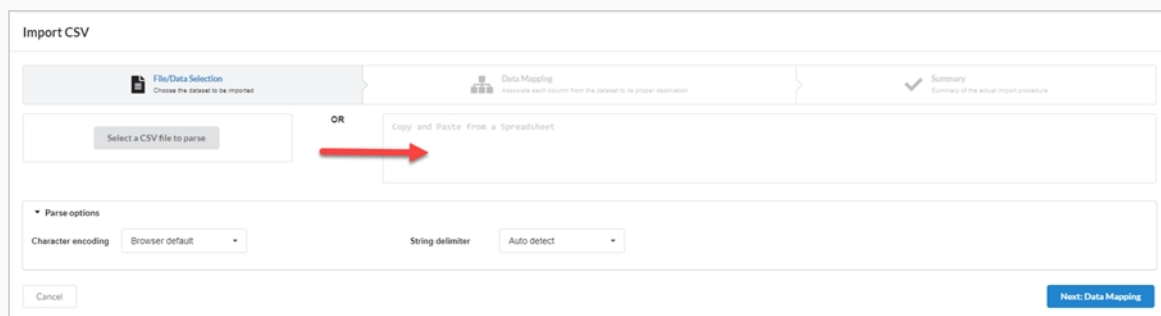 Import CSV
File/Data Selection
Choose the dataset to be imported
Data Mapping
Associate each column from the dataset to its proper destination
Summary
Summary of the actual import procedure
Select a CSV file to parse
OR
Copy and Paste from a Spreadsheet
Parse options
Character encoding
Browser default
String delimiter
Auto detect
Cancel
Next: Data Mapping